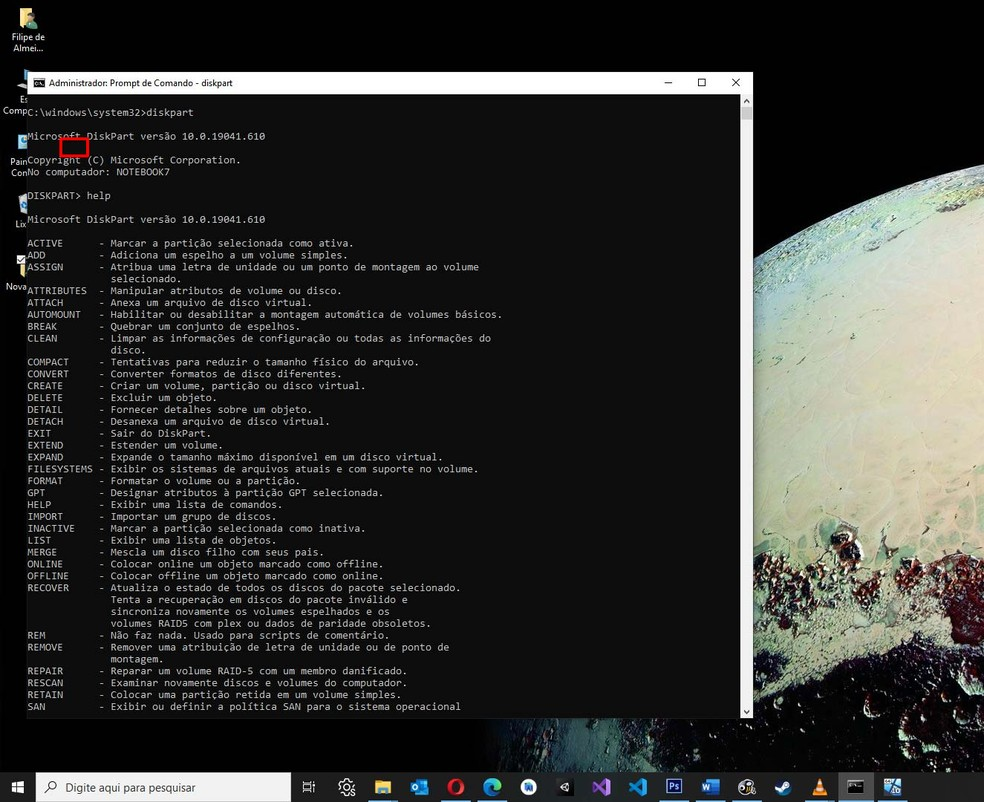 Filipe de
Almei...
Administrador: Prompt de Comando - diskpart
Es
Comp
Pain
Con
Lix
Nova
C:\windows\system32>diskpart
Microsoft DiskPart versão 10.0.19041.610
Copyright (C) Microsoft Corporation.
No computador: NOTEBOOK7
DISKPART> help
Microsoft DiskPart versão 10.0.19041.610
ACTIVE - Marcar a partição selecionada como ativa.
ADD - Adiciona um espelho a um volume simples.
ASSIGN - Atribua uma letra de unidade ou um ponto de montagem ao volume
selecionado.
ATTRIBUTES - Manipular atributos de volume ou disco.
ATTACH - Anexa um arquivo de disco virtual.
AUTOMOUNT - Habilitar ou desabilitar a montagem automática de volumes básicos.
BREAK - Quebrar um conjunto de espelhos.
CLEAN - Limpar as informações de configuração ou todas as informações do
disco.
COMPACT - Tentativas para reduzir o tamanho físico do arquivo.
CONVERT - Converter formatos de disco diferentes.
CREATE - Criar um volume, partição ou disco virtual.
DELETE - Excluir um objeto.
DETAIL - Fornecer detalhes sobre um objeto.
DETACH - Desanexa um arquivo de disco virtual.
EXIT - Sair do DiskPart.
EXTEND - Estender um volume.
EXPAND - Expande o tamanho máximo disponível em um disco virtual.
FILESYSTEMS - Exibir os sistemas de arquivos atuais e com suporte no volume.
FORMAT - Formatar o volume ou a partição.
GPT - Designar atributos à partição GPT selecionada.
HELP - Exibir uma lista de comandos.
IMPORT - Importar um grupo de discos.
INACTIVE - Marcar a partição selecionada como inativa.
LIST - Exibir uma lista de objetos.
MERGE - Mescla um disco filho com seus pais.
ONLINE - Colocar online um objeto marcado como offline.
OFFLINE - Colocar offline um objeto marcado como online.
RECOVER - Atualiza o estado de todos os discos do pacote selecionado.
Tenta a recuperação em discos do pacote inválido e
sincroniza novamente os volumes espelhados e os
volumes RAID5 com plex ou dados de paridade obsoletos.
REM - Não faz nada. Usado para scripts de comentário.
REMOVE - Remover uma atribuição de letra de unidade ou de ponto de
montagem.
REPAIR - Reparar um volume RAID-5 com um membro danificado.
RESCAN - Examinar novamente discos e volumes do computador.
RETAIN - Colocar uma partição retida em um volume simples.
SAN - Exibir ou definir a política SAN para o sistema operacional
Digite aqui para pesquisar
Ps